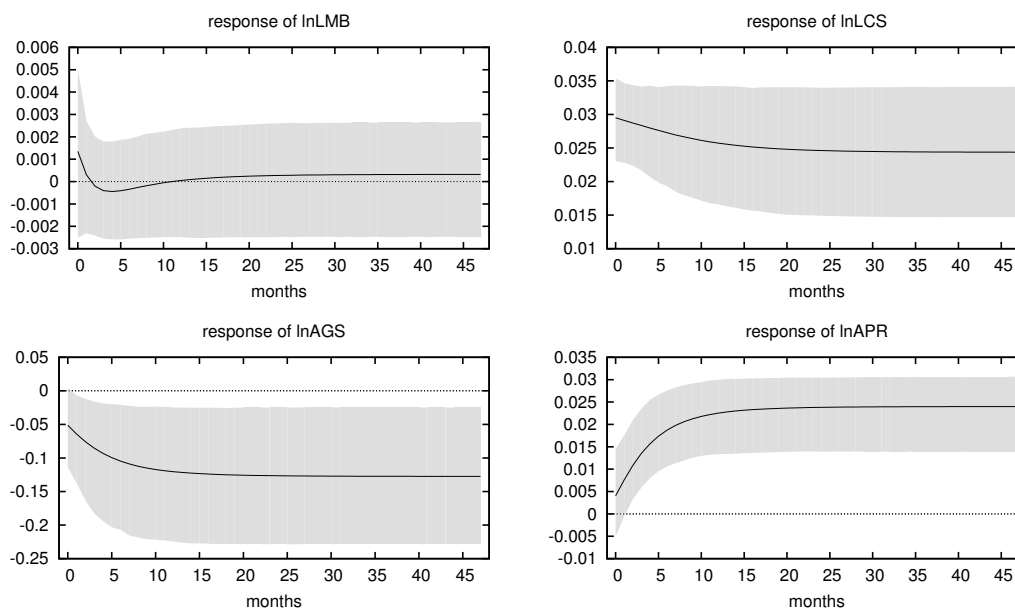 response of lnLMB
0.006
0.005
0.004
0.003
0.002
0.001
0
-0.001
-0.002
-0.003
0 5 10 15 20 25 30 35 40 45
months
response of lnLCS
0.04
0.035
0.03
0.025
0.02
0.015
0.01
0 5 10 15 20 25 30 35 40 45
months
response of lnAGS
0.05
0
-0.05
-0.1
-0.15
-0.2
-0.25
0 5 10 15 20 25 30 35 40 45
months
response of lnAPR
0.035
0.03
0.025
0.02
0.015
0.01
0.005
0
-0.005
-0.01
0 5 10 15 20 25 30 35 40 45
months